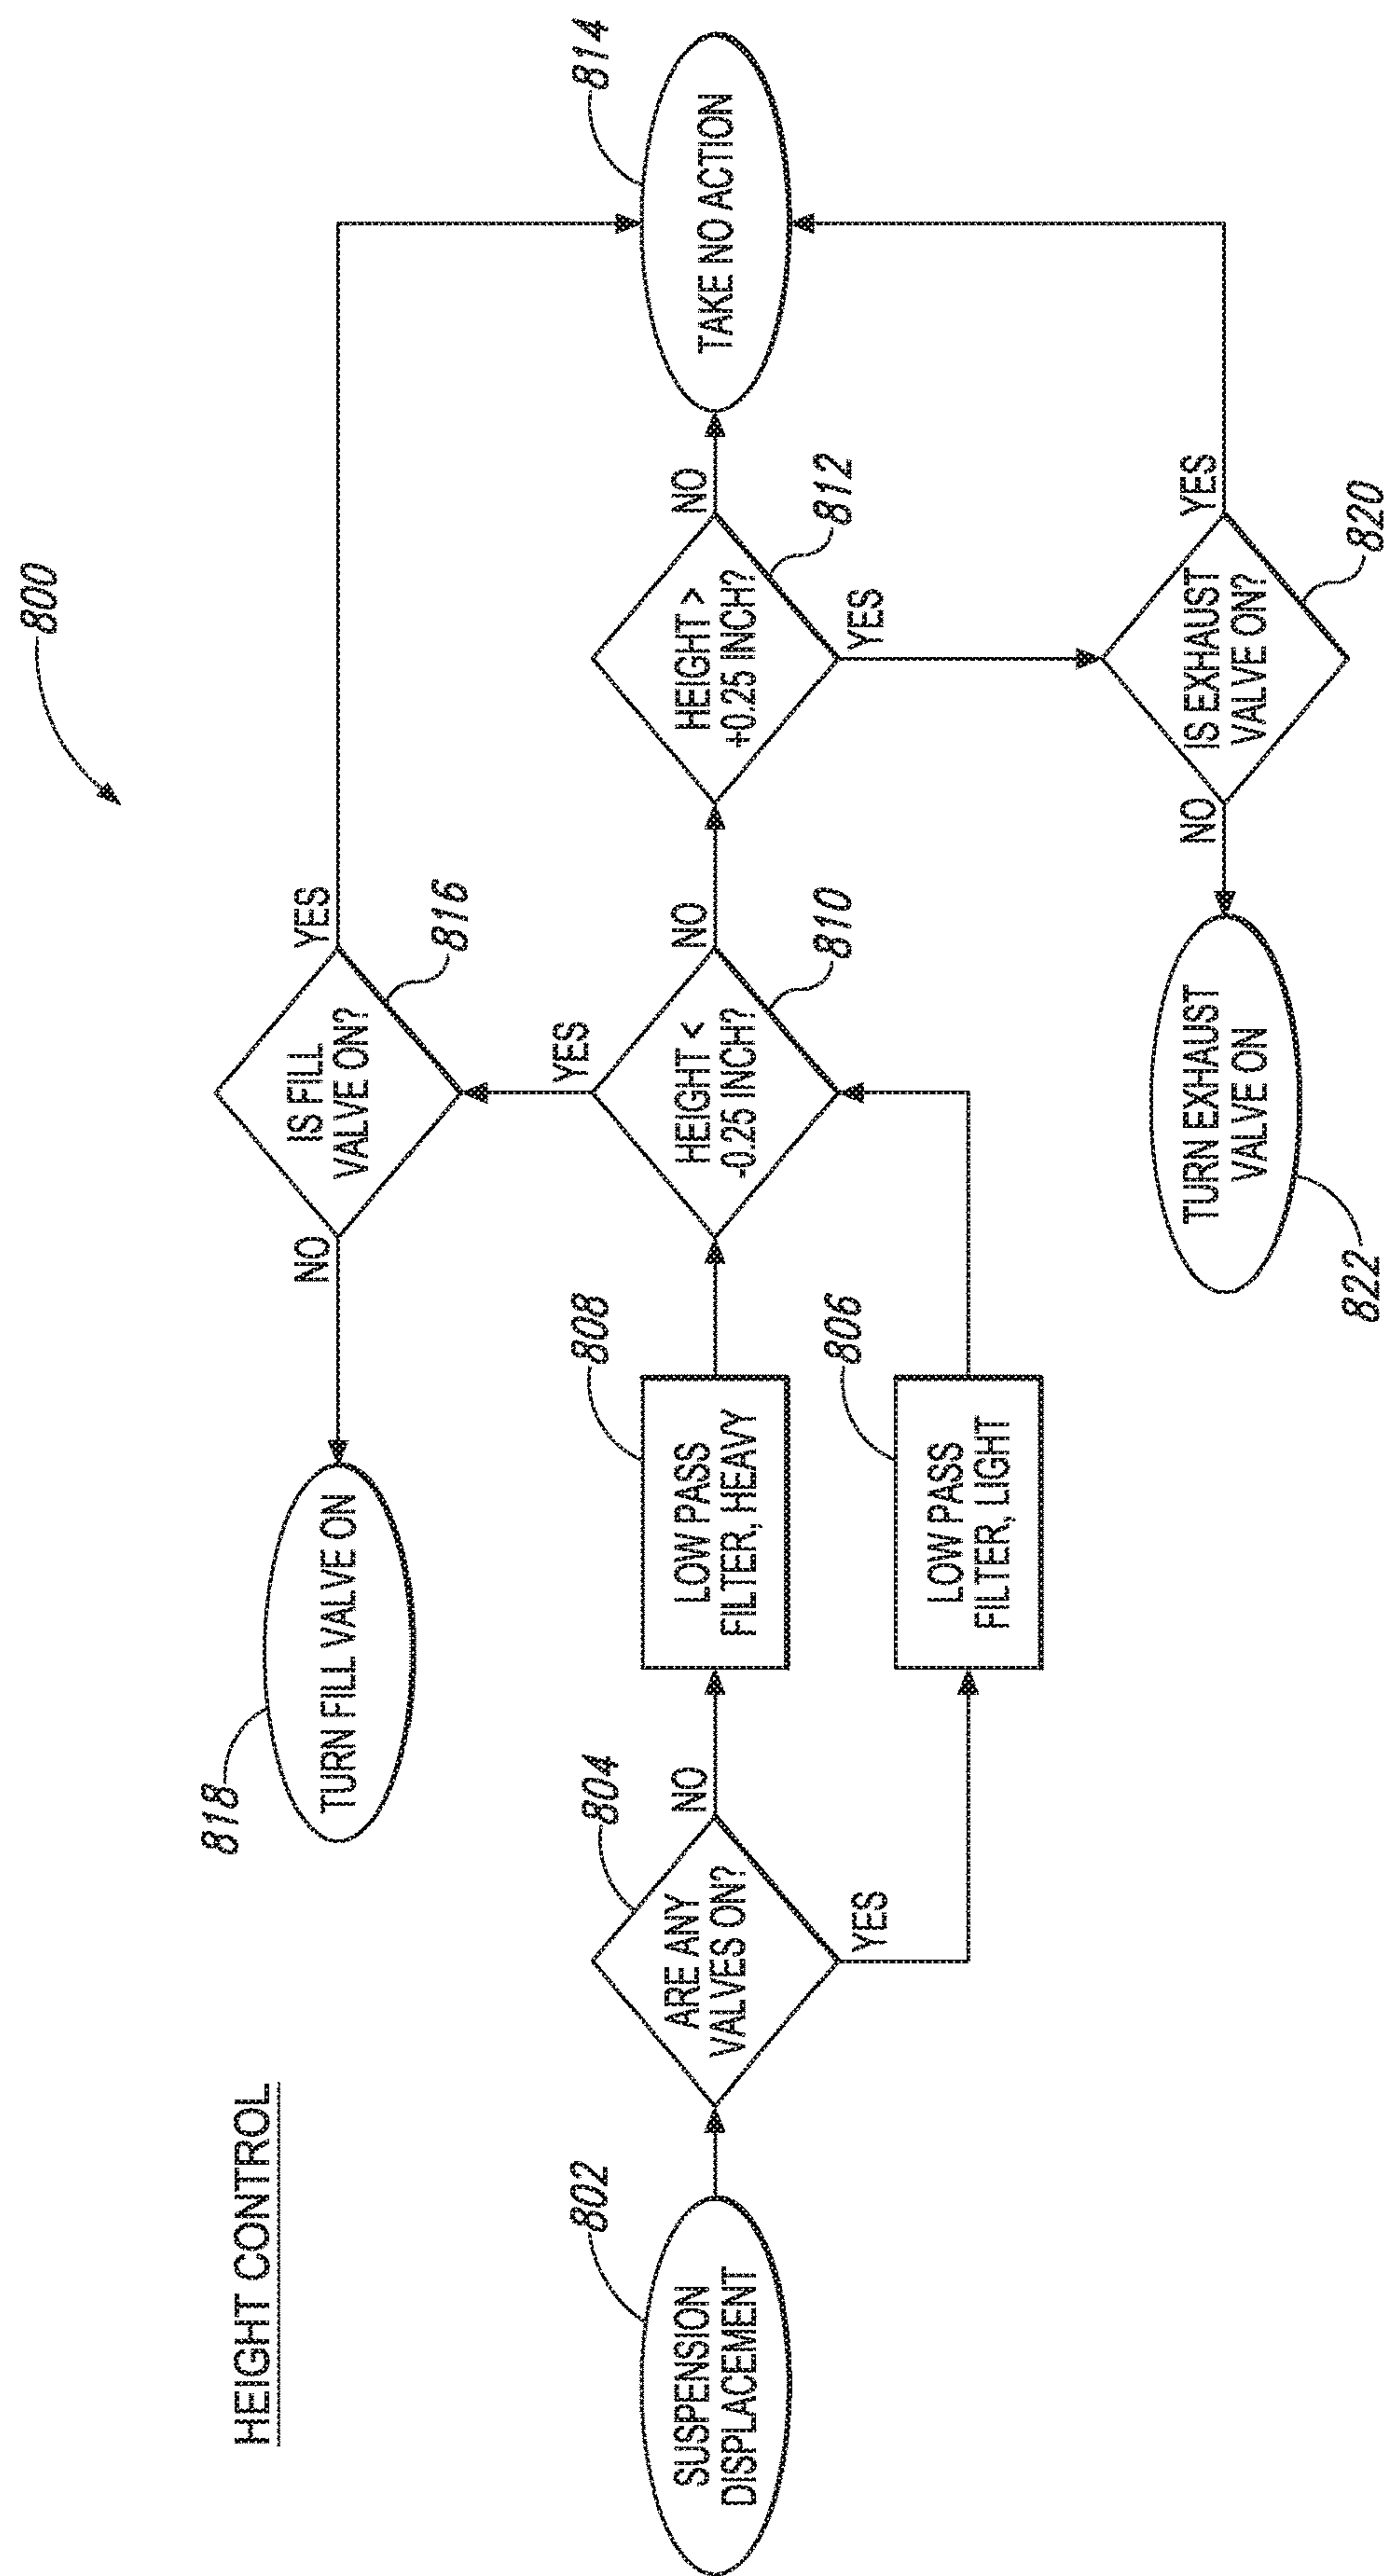 HEIGHT CONTROL
800
818
TURN FILL VALVE ON
NO
IS FILL
VALVE ON?
YES
816
802
SUSPENSION
DISPLACEMENT
804
ARE ANY
VALVES ON?
NO
YES
808
LOW PASS
FILTER, HEAVY
806
LOW PASS
FILTER, LIGHT
YES
HEIGHT <
-0.25 INCH?
NO
810
HEIGHT >
+0.25 INCH?
NO
812
YES
814
TAKE NO ACTION
TURN EXHAUST
VALVE ON
822
NO
IS EXHAUST
VALVE ON?
YES
820